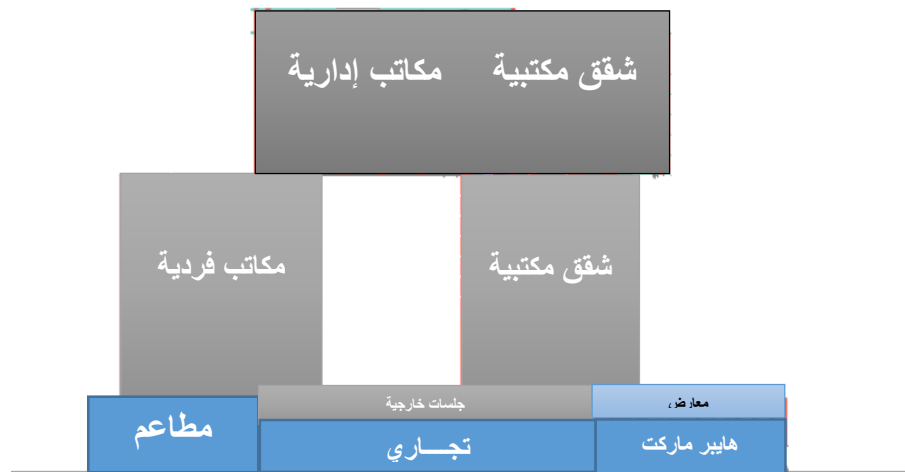 شقق مكتبية
مكاتب إدارية
شقق مكتبية
مكاتب فردية
معارض
جلسات خارجية
هايبر ماركت
تجـــاري
مطاعم